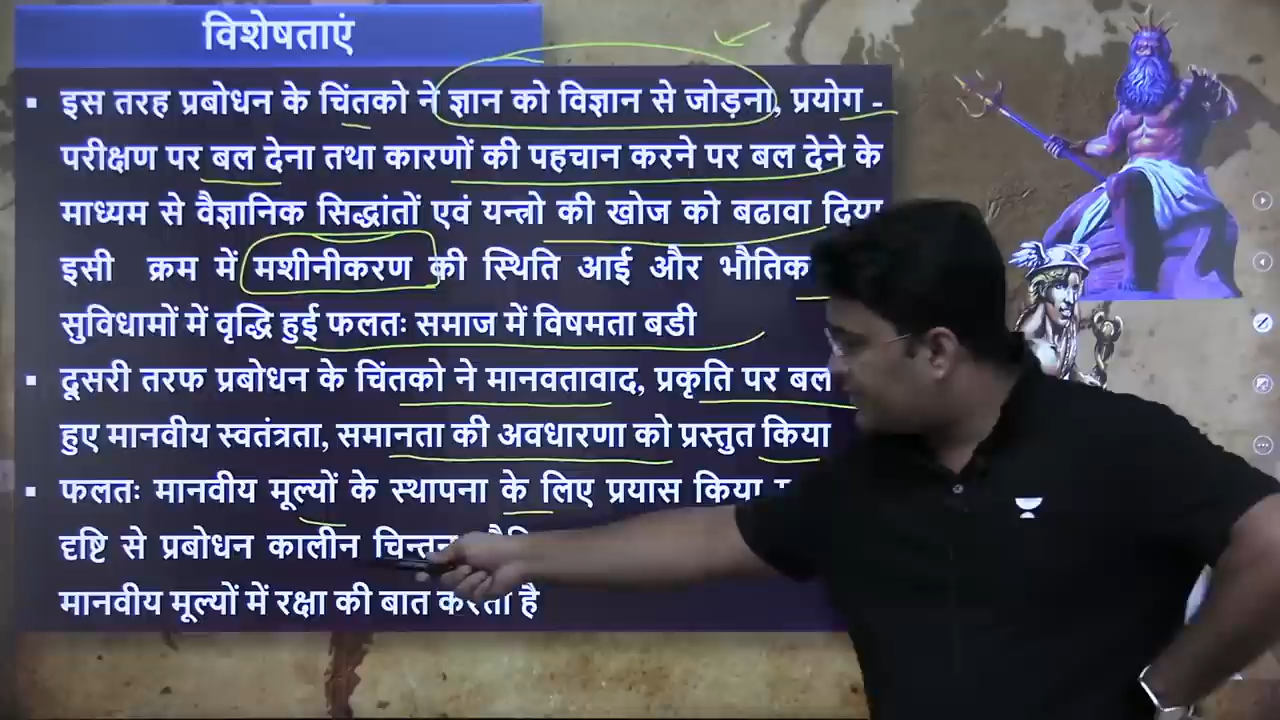 विशेषताएं
▪ इस तरह प्रबोधन के चिंतको ने ज्ञान को विज्ञान से जोड़ना, प्रयोग -
परीक्षण पर बल देना तथा कारणों की पहचान करने पर बल देने के
माध्यम से वैज्ञानिक सिद्धांतों एवं यन्त्रो की खोज को बढावा दिया
इसी क्रम में मशीनीकरण की स्थिति आई और भौतिक
सुविधामों में वृद्धि हुई फलतः समाज में विषमता बडी
▪ दूसरी तरफ प्रबोधन के चिंतको ने मानवतावाद, प्रकृति पर बल
हुए मानवीय स्वतंत्रता, समानता की अवधारणा को प्रस्तुत किया
▪ फलतः मानवीय मूल्यों के स्थापना के लिए प्रयास किया
दृष्टि से प्रबोधन कालीन चिन्तन
मानवीय मूल्यों में रक्षा की बात करता है